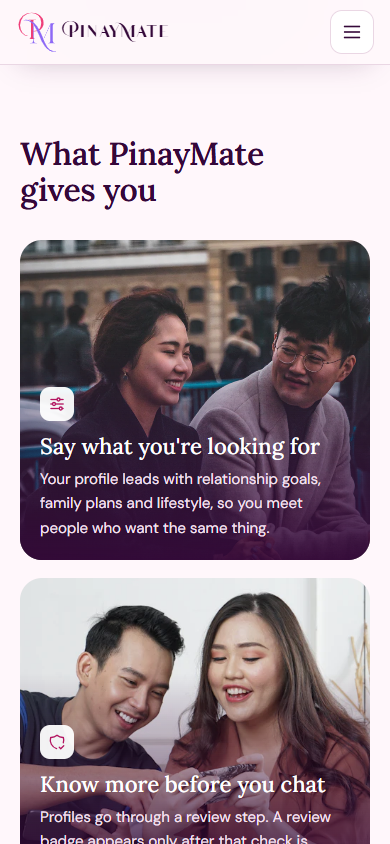 PM PINAYMATE
What PinayMate
gives you
Say what you're looking for
Your profile leads with relationship goals,
family plans and lifestyle, so you meet
people who want the same thing.
Know more before you chat
Profiles go through a review step. A review
badge appears only after that check is